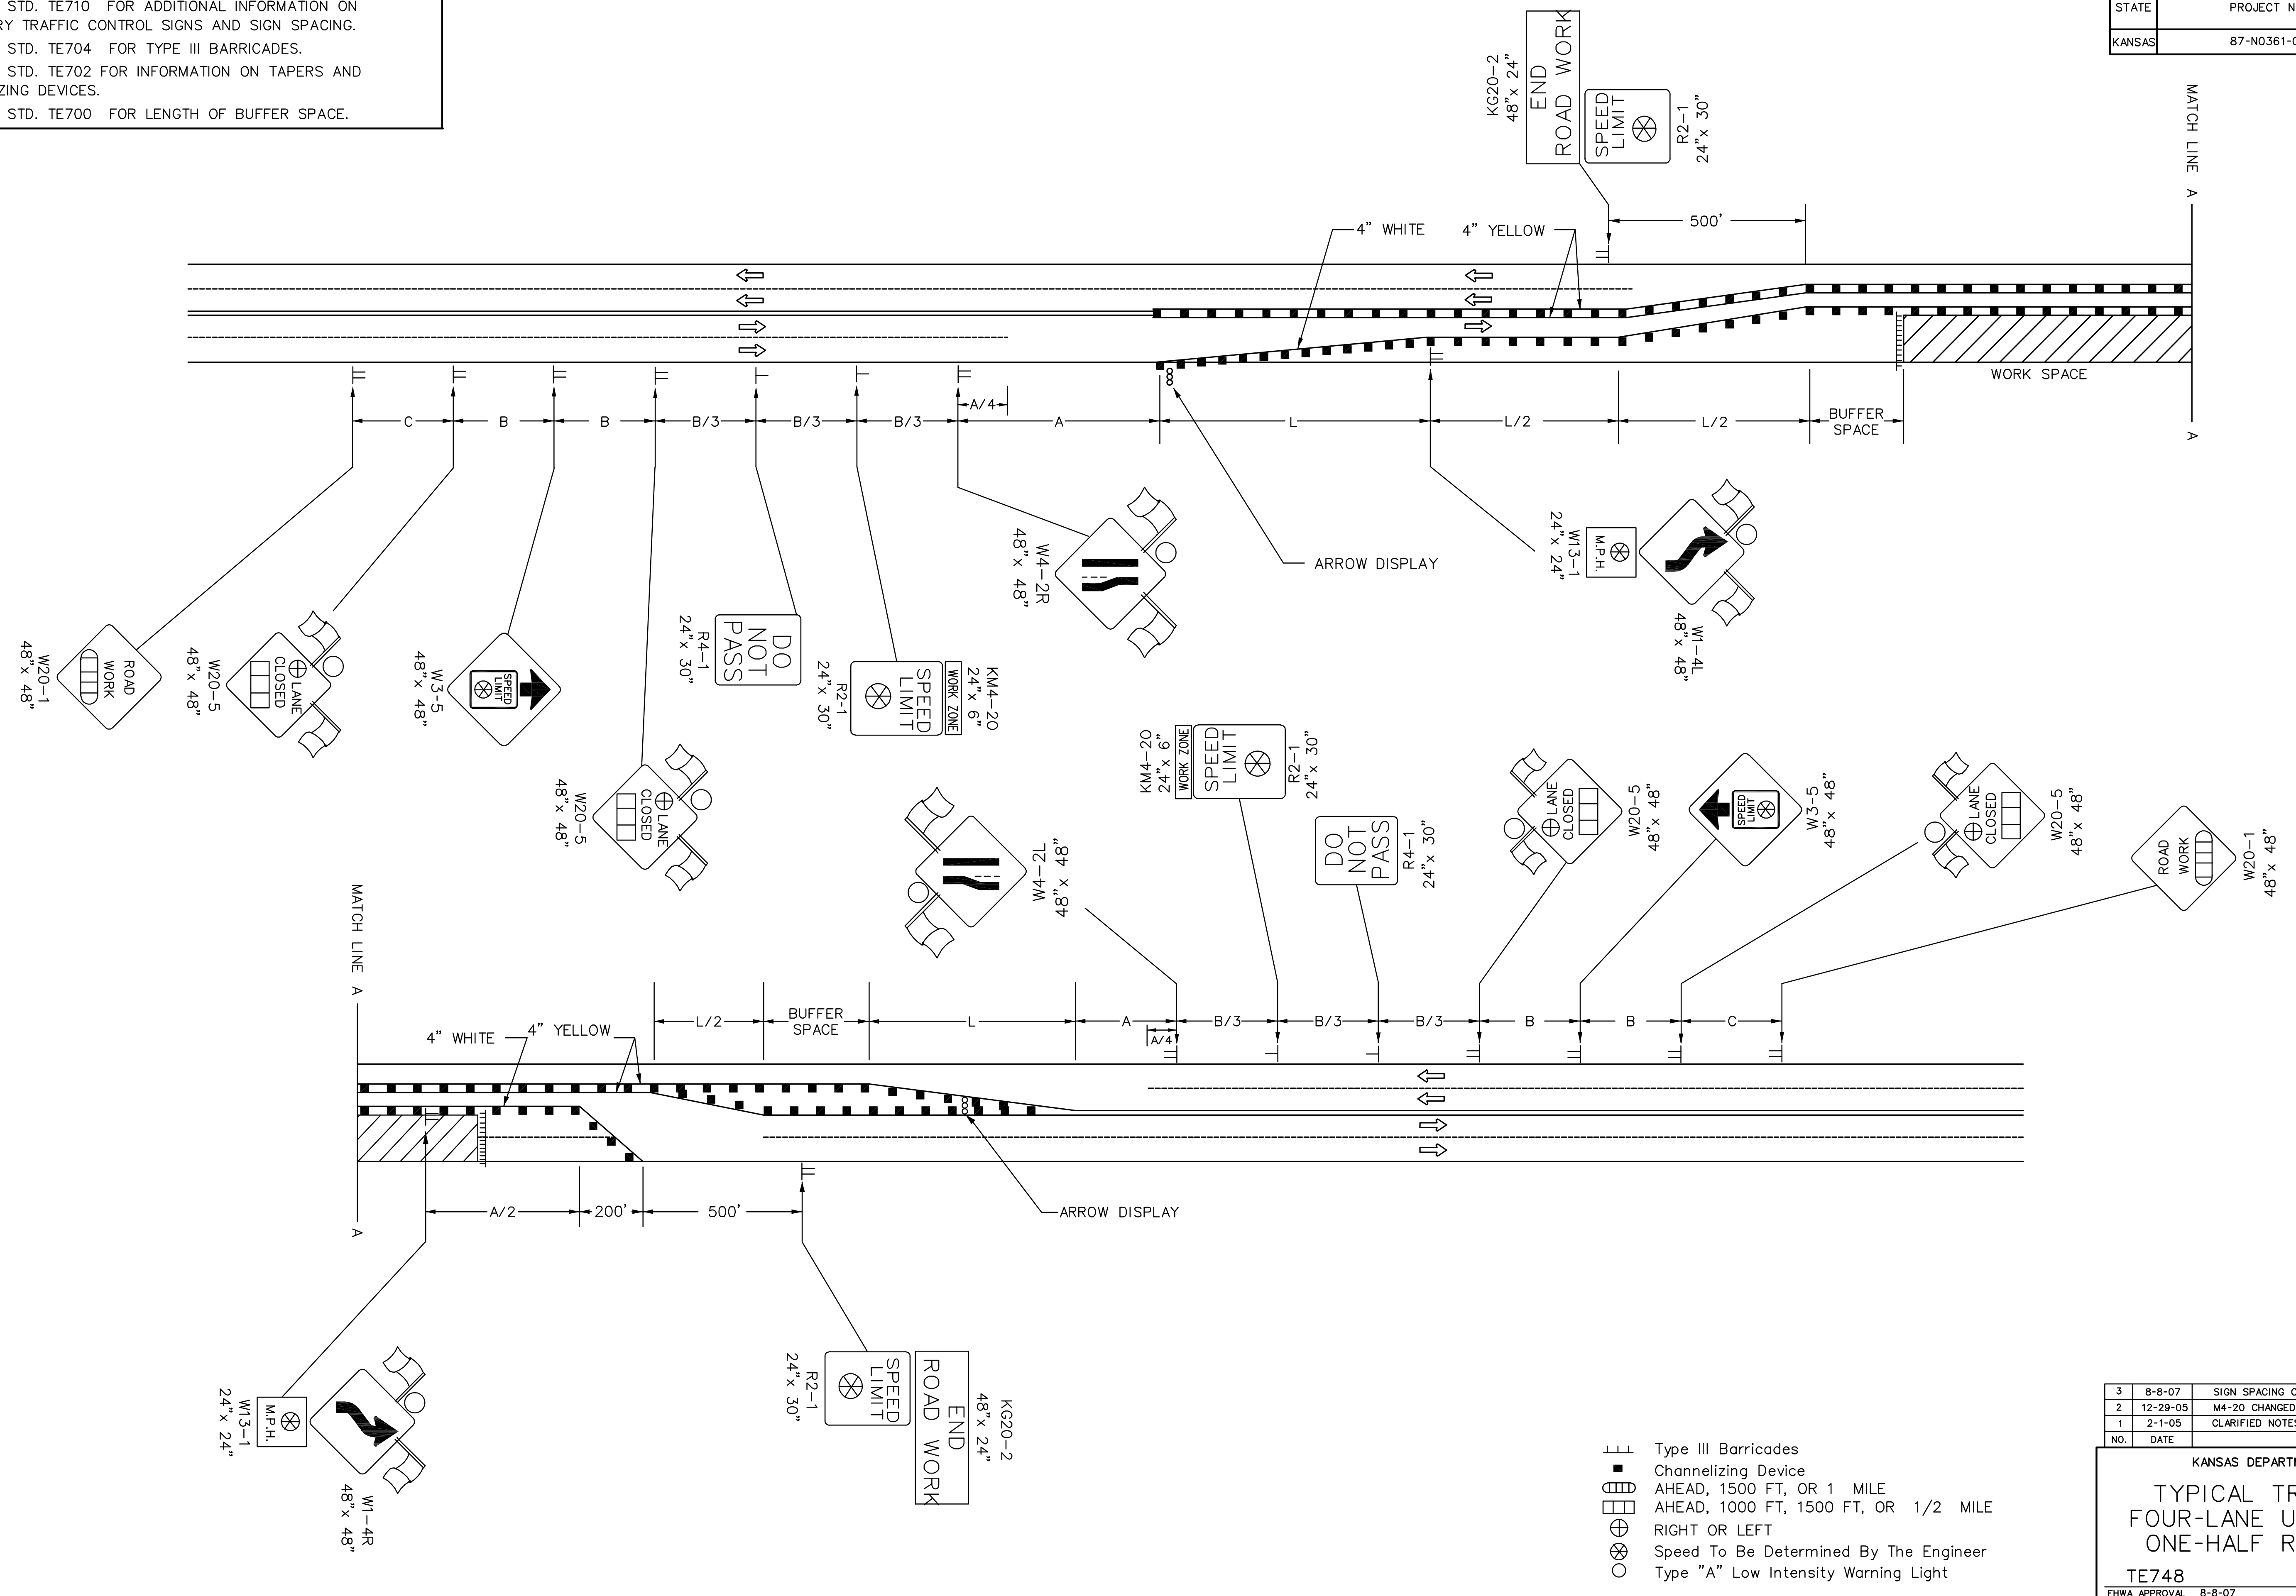 STD. TE710 FOR ADDITIONAL INFORMATION ON
RY TRAFFIC CONTROL SIGNS AND SIGN SPACING.
STD. TE704 FOR TYPE III BARRICADES.
STD. TE702 FOR INFORMATION ON TAPERS AND
ZING DEVICES.
STD. TE700 FOR LENGTH OF BUFFER SPACE.
STATE PROJECT N
KANSAS 87-N0361-0
KG20-2
48"x 24"
END
ROAD WORK
SPEED
LIMIT
R2-1
24"x 30"
MATCH LINE A
4" WHITE
4" YELLOW
500'
WORK SPACE
C
B
B
B/3
B/3
B/3
A/4
A
L
L/2
L/2
BUFFER
SPACE
A
ARROW DISPLAY
W20-1
48"x 48"
ROAD
WORK
W20-5
48"x 48"
LANE
CLOSED
W3-5
48"x 48"
SPEED
LIMIT
W20-5
48"x 48"
LANE
CLOSED
R4-1
24"x 30"
DO
NOT
PASS
R2-1
24"x 30"
SPEED
LIMIT
WORK ZONE
KM4-20
24"x 6"
W4-2R
48"x 48"
W13-1
24"x 24"
M.P.H.
W1-4L
48"x 48"
KM4-20
24"x 6"
WORK ZONE
SPEED
LIMIT
R2-1
24"x 30"
W4-2L
48"x 48"
DO
NOT
PASS
R4-1
24"x 30"
LANE
CLOSED
W20-5
48"x 48"
SPEED
LIMIT
W3-5
48"x 48"
LANE
CLOSED
W20-5
48"x 48"
ROAD
WORK
W20-1
48"x 48"
MATCH LINE A
4" WHITE
4" YELLOW
L/2
BUFFER
SPACE
L
A
A/4
B/3
B/3
B/3
B
B
C
A/2
200'
500'
A
ARROW DISPLAY
W13-1
24"x 24"
M.P.H.
W1-4R
48"x 48"
R2-1
24"x 30"
SPEED
LIMIT
END
ROAD WORK
KG20-2
48"x 24"
Type III Barricades
Channelizing Device
AHEAD, 1500 FT, OR 1 MILE
AHEAD, 1000 FT, 1500 FT, OR 1/2 MILE
RIGHT OR LEFT
Speed To Be Determined By The Engineer
Type "A" Low Intensity Warning Light
3 8-8-07 SIGN SPACING C
2 12-29-05 M4-20 CHANGED
1 2-1-05 CLARIFIED NOTES
NO. DATE
KANSAS DEPARTM
TYPICAL TR
FOUR-LANE U
ONE-HALF R
TE748
FHWA APPROVAL 8-8-07